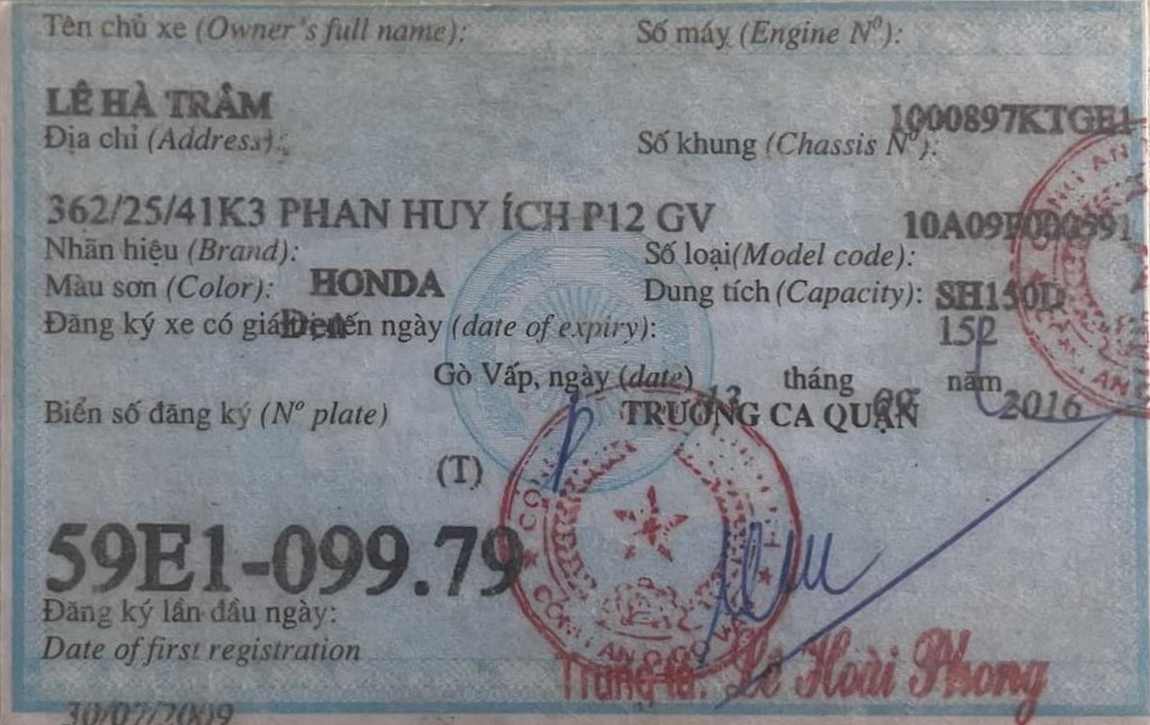 Tên chủ xe (Owner's full name):
Số máy (Engine Nº):
LÊ HÀ TRÂM
1000897KTGE1
Địa chỉ (Address):
Số khung (Chassis Nº):
362/25/41K3 PHAN HUY ÍCH P12 GV
10A09F000591
Nhãn hiệu (Brand):
Số loại(Model code):
HONDA
SH150D
Màu sơn (Color):
Dung tích (Capacity):
Đen
152
Đăng ký xe có giá trị đến ngày (date of expiry):
Gò Vấp, ngày (date) 13 tháng 09 năm 2016
Biển số đăng ký (Nº plate)
TRƯỞNG CA QUẬN
(T)
59E1-099.79
Đăng ký lần đầu ngày:
Date of first registration
Trung tá: Lê Hoài Phong
30/07/2009